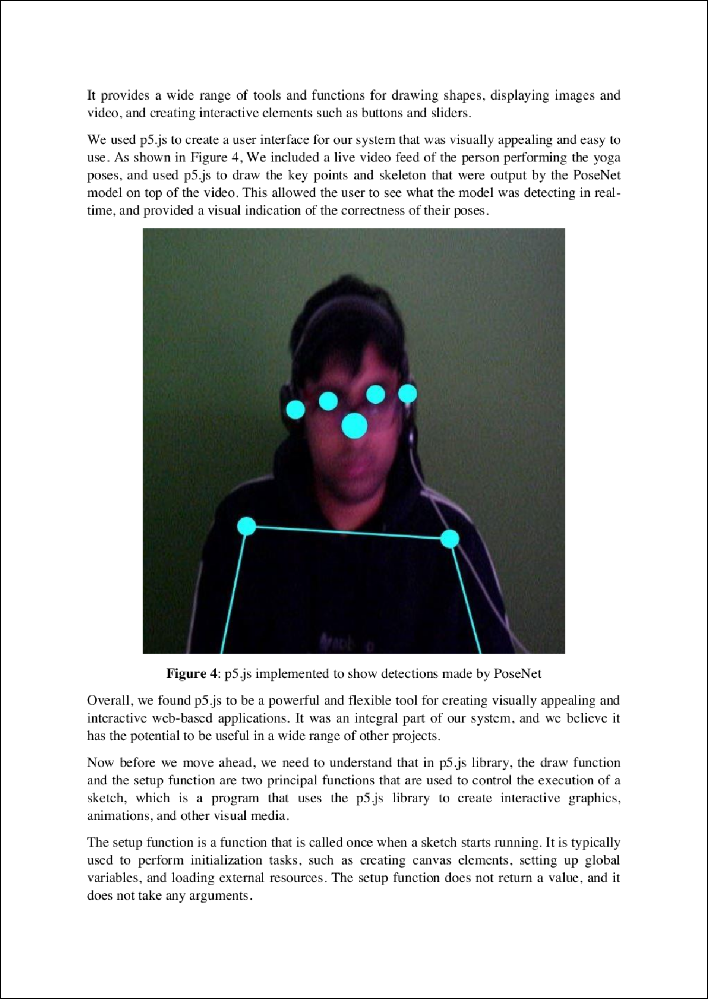 It provides a wide range of tools and functions for drawing shapes, displaying images and
video, and creating interactive elements such as buttons and sliders.
We used p5.js to create a user interface for our system that was visually appealing and easy to
use. As shown in Figure 4, We included a live video feed of the person performing the yoga
poses, and used p5.js to draw the key points and skeleton that were output by the PoseNet
model on top of the video. This allowed the user to see what the model was detecting in real-
time, and provided a visual indication of the correctness of their poses.
Figure 4: p5.js implemented to show detections made by PoseNet
Overall, we found p5.js to be a powerful and flexible tool for creating visually appealing and
interactive web-based applications. It was an integral part of our system, and we believe it
has the potential to be useful in a wide range of other projects.
Now before we move ahead, we need to understand that in p5.js library, the draw function
and the setup function are two principal functions that are used to control the execution of a
sketch, which is a program that uses the p5.js library to create interactive graphics,
animations, and other visual media.
The setup function is a function that is called once when a sketch starts running. It is typically
used to perform initialization tasks, such as creating canvas elements, setting up global
variables, and loading external resources. The setup function does not return a value, and it
does not take any arguments.